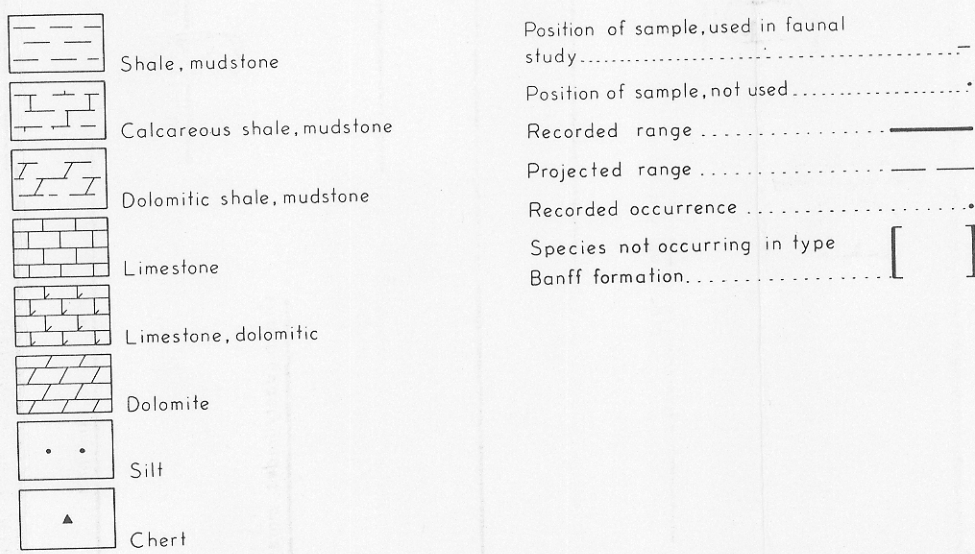 Shale, mudstone
Calcareous shale, mudstone
Dolomitic shale, mudstone
Limestone
Limestone, dolomitic
Dolomite
Silt
Chert
Position of sample, used in faunal
study
Position of sample, not used
Recorded range
Projected range
Recorded occurrence
Species not occurring in type
Banff formation